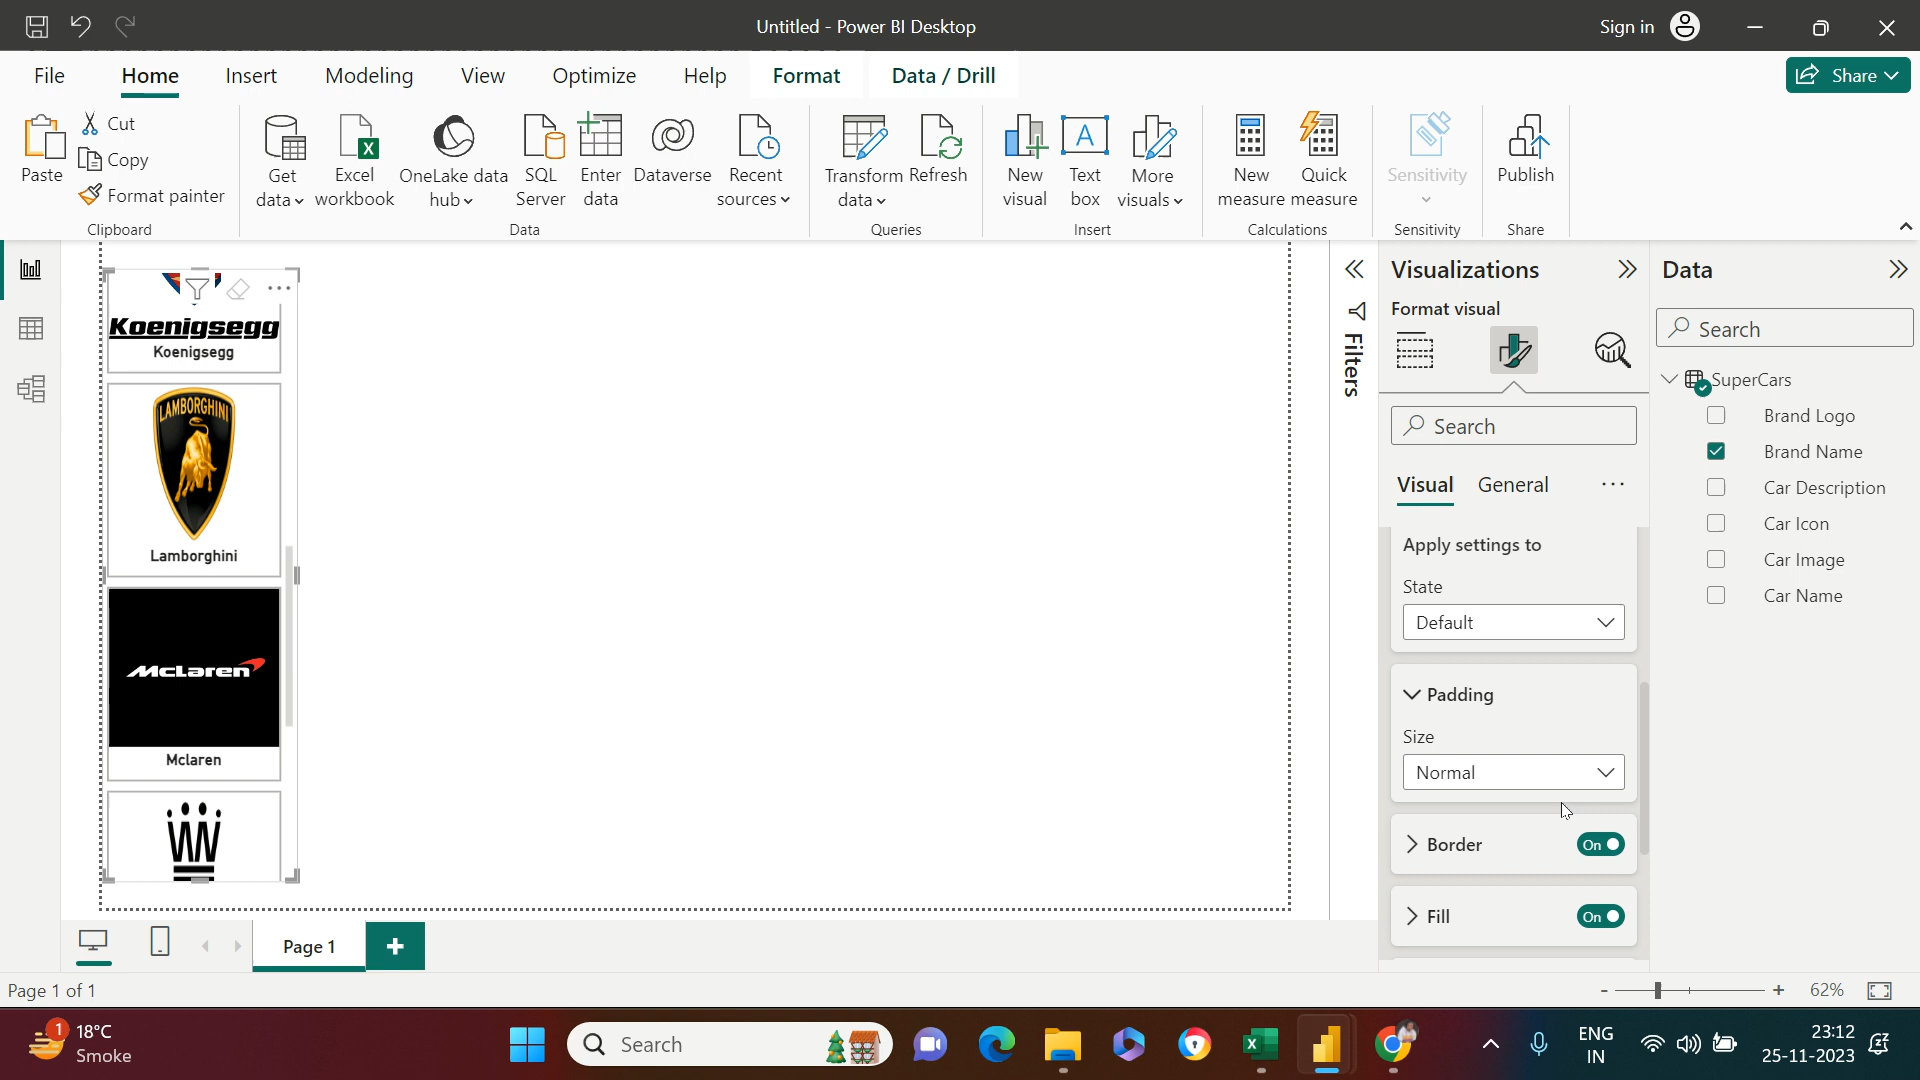 Untitled - Power BI Desktop
Sign in
File
Home
Insert
Modeling
View
Optimize
Help
Format
Data / Drill
Share
Paste
Cut
Copy
Format painter
Clipboard
Get
data
Excel
workbook
OneLake data
hub
SQL
Server
Enter
data
Dataverse
Recent
sources
Data
Transform
data
Refresh
Queries
New
visual
Text
box
More
visuals
Insert
New
measure
Quick
measure
Calculations
Sensitivity
Sensitivity
Publish
Share
Koenigsegg
Koenigsegg
LAMBORGHINI
Lamborghini
McLaren
Mclaren
Filters
Visualizations
Format visual
Search
Visual
General
Apply settings to
State
Default
Padding
Size
Normal
Border
On
Fill
On
Data
Search
SuperCars
Brand Logo
Brand Name
Car Description
Car Icon
Car Image
Car Name
Page 1
Page 1 of 1
- + 62%
1
18°C
Smoke
Search
ENG
IN
23:12
25-11-2023